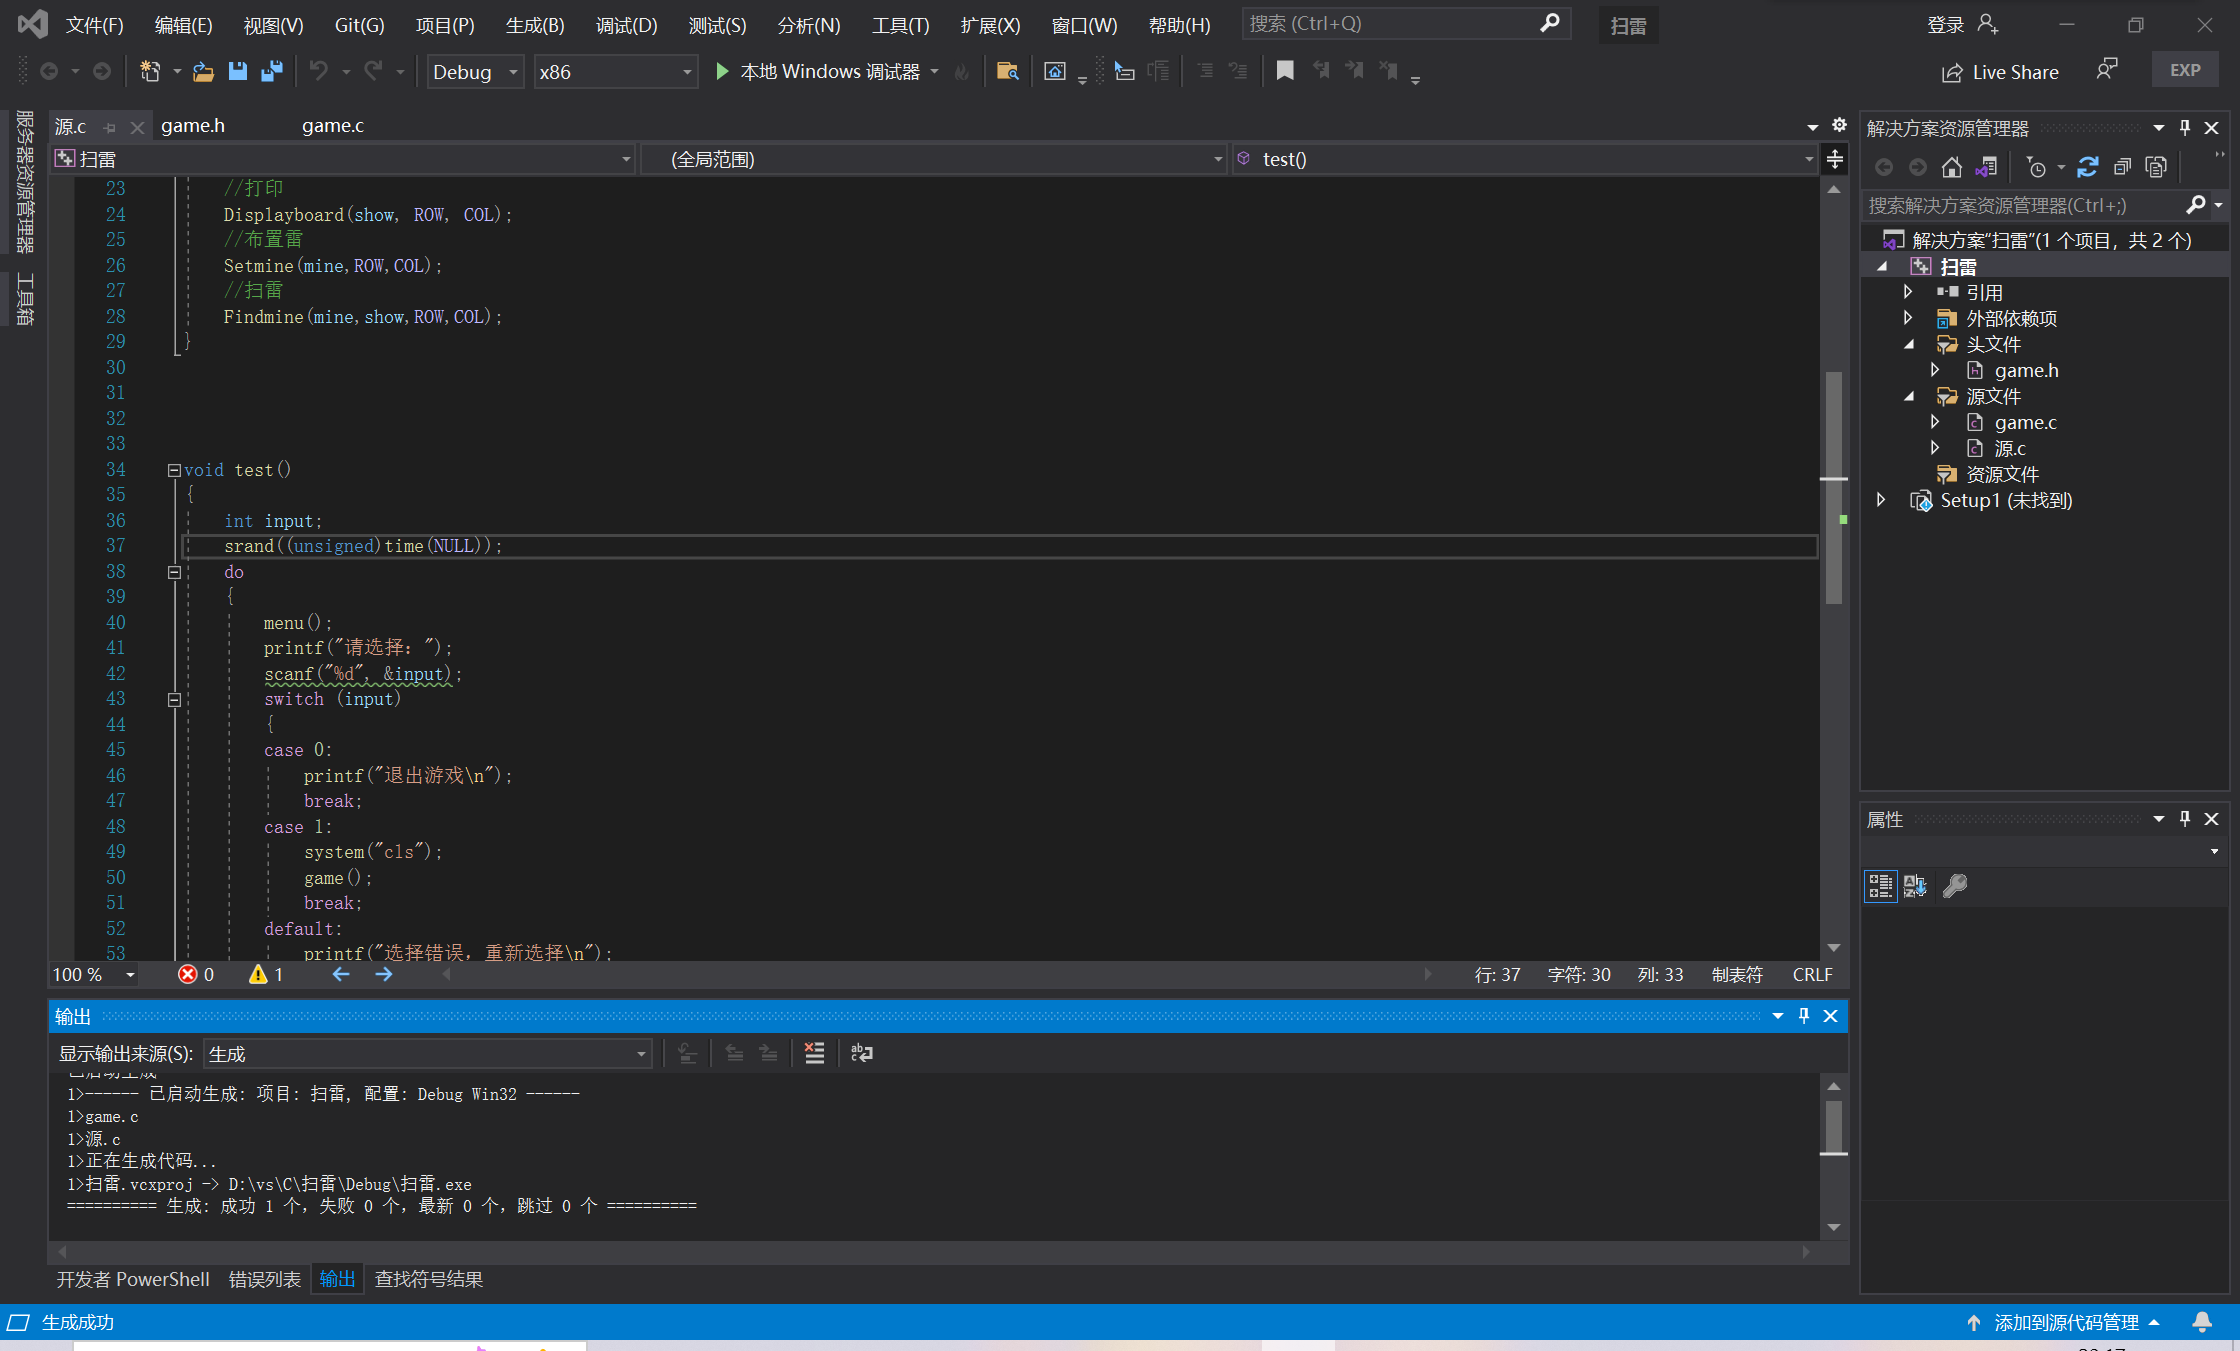 文件(F) 编辑(E) 视图(V) Git(G) 项目(P) 生成(B) 调试(D) 测试(S) 分析(N) 工具(T) 扩展(X) 窗口(W) 帮助(H) 搜索 (Ctrl+Q) 扫雷 登录
Debug x86 本地 Windows 调试器 Live Share EXP
服务器资源管理器
工具箱
源.c game.h game.c
扫雷 (全局范围) test()
23 //打印
24 Displayboard(show, ROW, COL);
25 //布置雷
26 Setmine(mine,ROW,COL);
27 //扫雷
28 Findmine(mine,show,ROW,COL);
29 }
30
31
32
33
34 void test()
35 {
36 int input;
37 srand((unsigned)time(NULL));
38 do
39 {
40 menu();
41 printf("请选择：");
42 scanf("%d", &input);
43 switch (input)
44 {
45 case 0:
46 printf("退出游戏\n");
47 break;
48 case 1:
49 system("cls");
50 game();
51 break;
52 default:
53 printf("选择错误，重新选择\n");
100 % 0 1 行: 37 字符: 30 列: 33 制表符 CRLF
输出
显示输出来源(S): 生成
已启动生成
1>------ 已启动生成: 项目: 扫雷, 配置: Debug Win32 ------
1>game.c
1>源.c
1>正在生成代码...
1>扫雷.vcxproj -> D:\vs\C\扫雷\Debug\扫雷.exe
========== 生成: 成功 1 个，失败 0 个，最新 0 个，跳过 0 个 ==========
开发者 PowerShell 错误列表 输出 查找符号结果
解决方案资源管理器
搜索解决方案资源管理器(Ctrl+;)
解决方案"扫雷"(1 个项目，共 2 个)
扫雷
引用
外部依赖项
头文件
game.h
源文件
game.c
源.c
资源文件
Setup1 (未找到)
属性
生成成功 添加到源代码管理